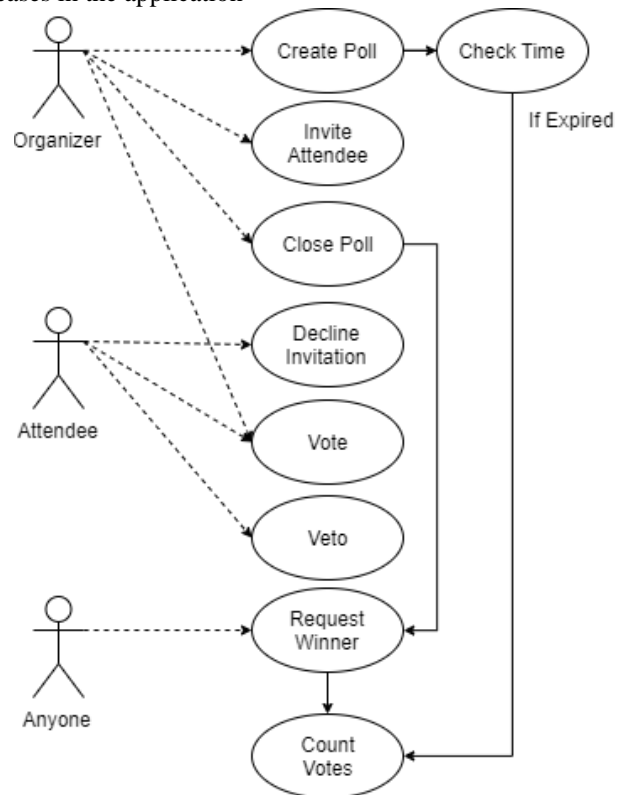 cases in the application
Create Poll
Check Time
If Expired
Organizer
Invite
Attendee
Close Poll
Decline
Invitation
Attendee
Vote
Veto
Request
Winner
Anyone
Count
Votes